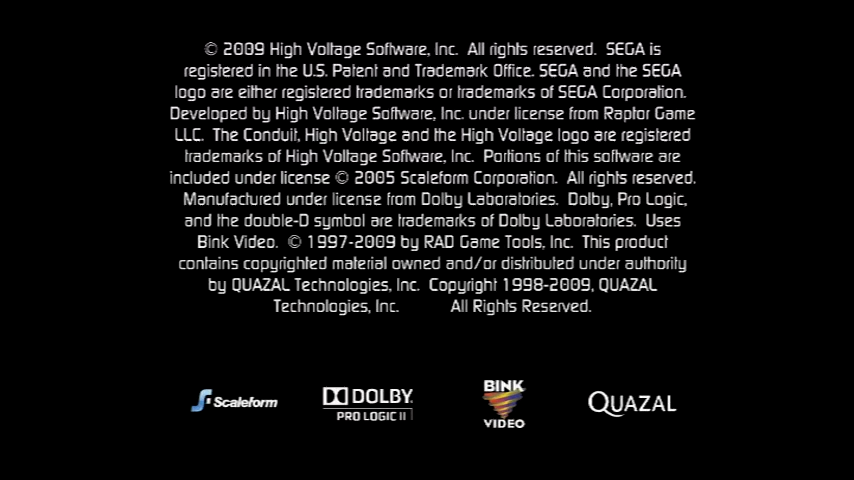 © 2009 High Voltage Software, Inc.  All rights reserved.  SEGA is
registered in the U.S. Patent and Trademark Office. SEGA and the SEGA
logo are either registered trademarks or trademarks of SEGA Corporation.
Developed by High Voltage Software, Inc. under license from Raptor Game
LLC.  The Conduit, High Voltage and the High Voltage logo are registered
trademarks of High Voltage Software, Inc.  Portions of this software are
included under license © 2005 Scaleform Corporation.  All rights reserved.
Manufactured under license from Dolby Laboratories.  Dolby, Pro Logic,
and the double-D symbol are trademarks of Dolby Laboratories.  Uses
Bink Video.  © 1997-2009 by RAD Game Tools, Inc.  This product
contains copyrighted material owned and/or distributed under authority
by QUAZAL Technologies, Inc.  Copyright 1998-2009, QUAZAL
Technologies, Inc.          All Rights Reserved.
Scaleform
DOLBY
PRO LOGIC II
BINK
VIDEO
QUAZAL